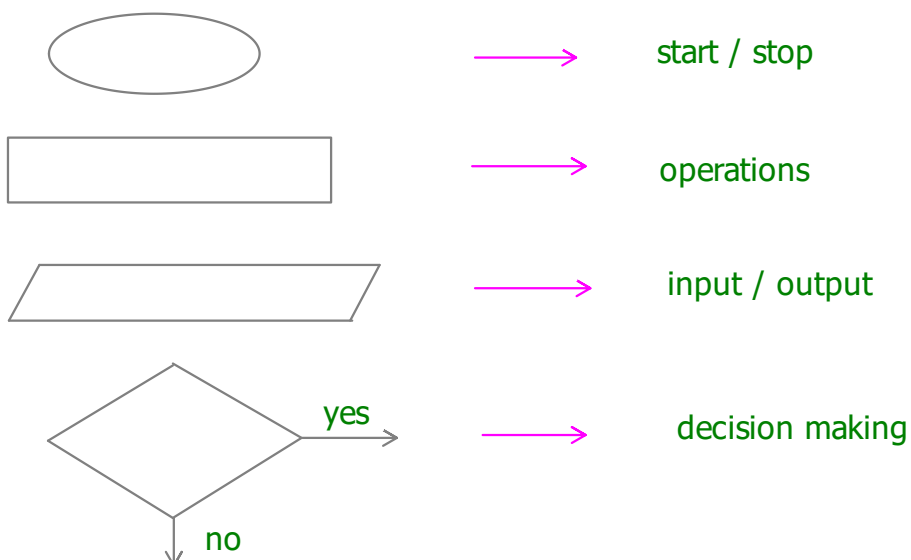 start / stop
operations
input / output
yes
decision making
no